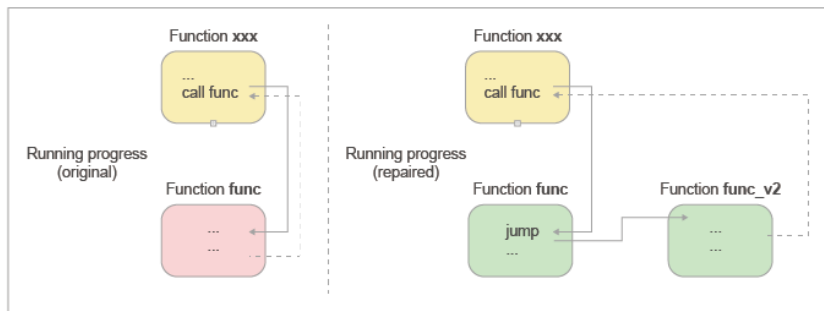 Function xxx
...
call func
Running progress
(original)
Function func
...
...
Function xxx
...
call func
Running progress
(repaired)
Function func
jump
...
Function func_v2
...
...